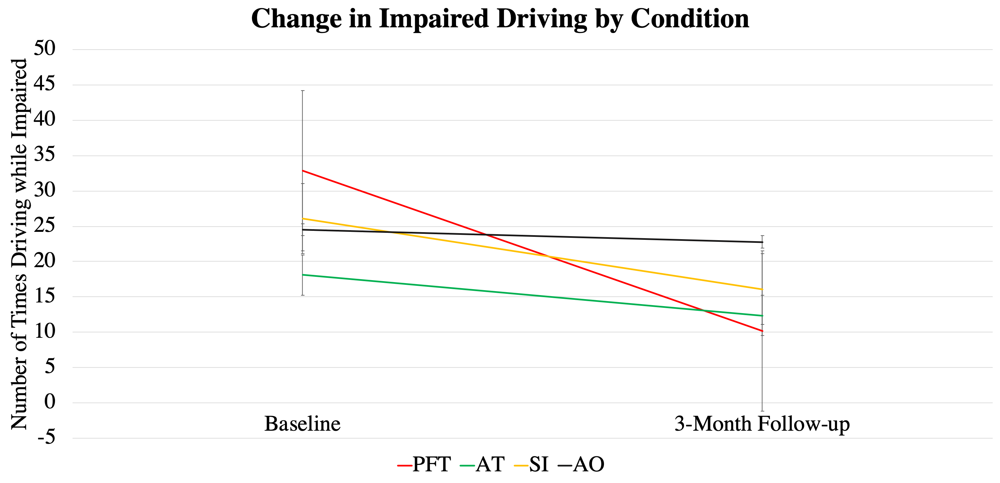 Change in Impaired Driving by Condition
Number of Times Driving while Impaired
50
45
40
35
30
25
20
15
10
5
0
-5
Baseline
3-Month Follow-up
PFT AT SI AO